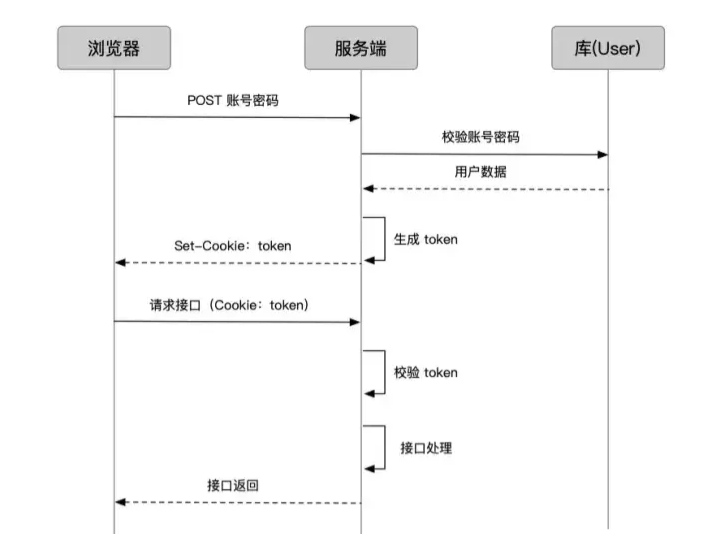 浏览器
服务端
库(User)
POST 账号密码
校验账号密码
用户数据
生成 token
Set-Cookie：token
请求接口（Cookie：token）
校验 token
接口处理
接口返回